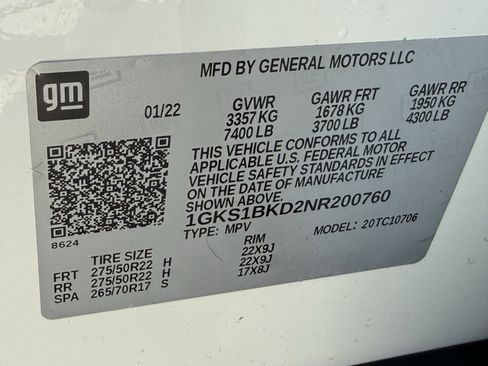 gm
MFD BY GENERAL MOTORS LLC
01/22 GVWR GAWR FRT GAWR RR
3357 KG 1678 KG 1950 KG
7400 LB 3700 LB 4300 LB
THIS VEHICLE CONFORMS TO ALL
APPLICABLE U.S. FEDERAL MOTOR
VEHICLE SAFETY STANDARDS IN EFFECT
ON THE DATE OF MANUFACTURE
1GKS1BKD2NR200760
8624
TYPE: MPV MODEL: 20TC10706
TIRE SIZE RIM
FRT 275/50R22 H 22X9J
RR 275/50R22 H 22X9J
SPA 265/70R17 S 17X8J